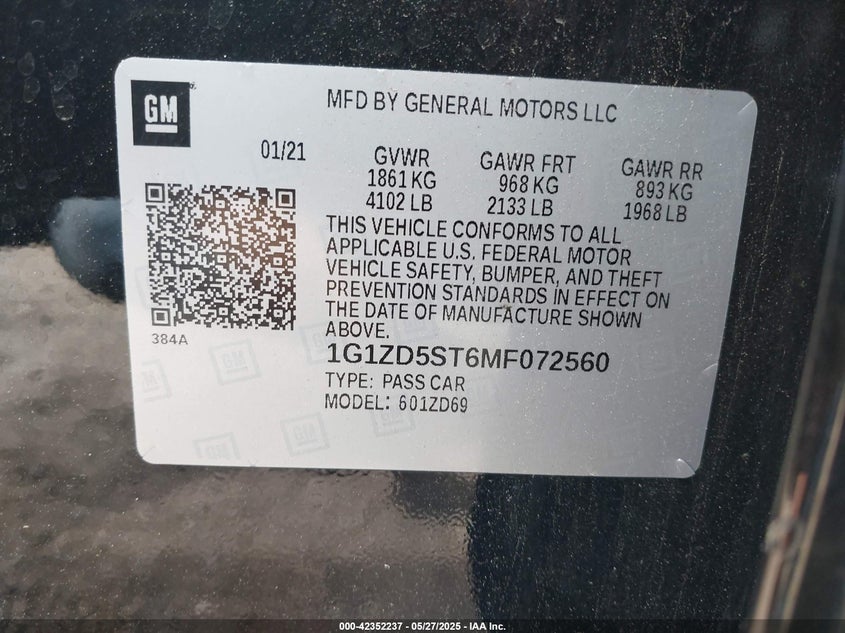 GM
MFD BY GENERAL MOTORS LLC
01/21
GVWR
1861 KG
4102 LB
GAWR FRT
968 KG
2133 LB
GAWR RR
893 KG
1968 LB
THIS VEHICLE CONFORMS TO ALL
APPLICABLE U.S. FEDERAL MOTOR
VEHICLE SAFETY, BUMPER, AND THEFT
PREVENTION STANDARDS IN EFFECT ON
THE DATE OF MANUFACTURE SHOWN
ABOVE.
384A
1G1ZD5ST6MF072560
TYPE: PASS CAR
MODEL: 601ZD69
000-42352237 - 05/27/2025 - IAA Inc.